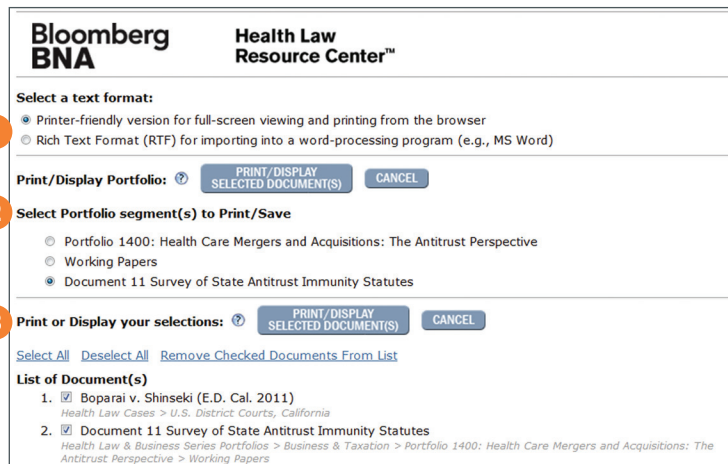 Bloomberg
BNA
Health Law
Resource Center™
Select a text format:
Printer-friendly version for full-screen viewing and printing from the browser
Rich Text Format (RTF) for importing into a word-processing program (e.g., MS Word)
Print/Display Portfolio: ? PRINT/DISPLAY SELECTED DOCUMENT(S) CANCEL
Select Portfolio segment(s) to Print/Save
Portfolio 1400: Health Care Mergers and Acquisitions: The Antitrust Perspective
Working Papers
Document 11 Survey of State Antitrust Immunity Statutes
Print or Display your selections: ? PRINT/DISPLAY SELECTED DOCUMENT(S) CANCEL
Select All Deselect All Remove Checked Documents From List
List of Document(s)
1. Boparai v. Shinseki (E.D. Cal. 2011)
Health Law Cases > U.S. District Courts, California
2. Document 11 Survey of State Antitrust Immunity Statutes
Health Law & Business Series Portfolios > Business & Taxation > Portfolio 1400: Health Care Mergers and Acquisitions: The
Antitrust Perspective > Working Papers